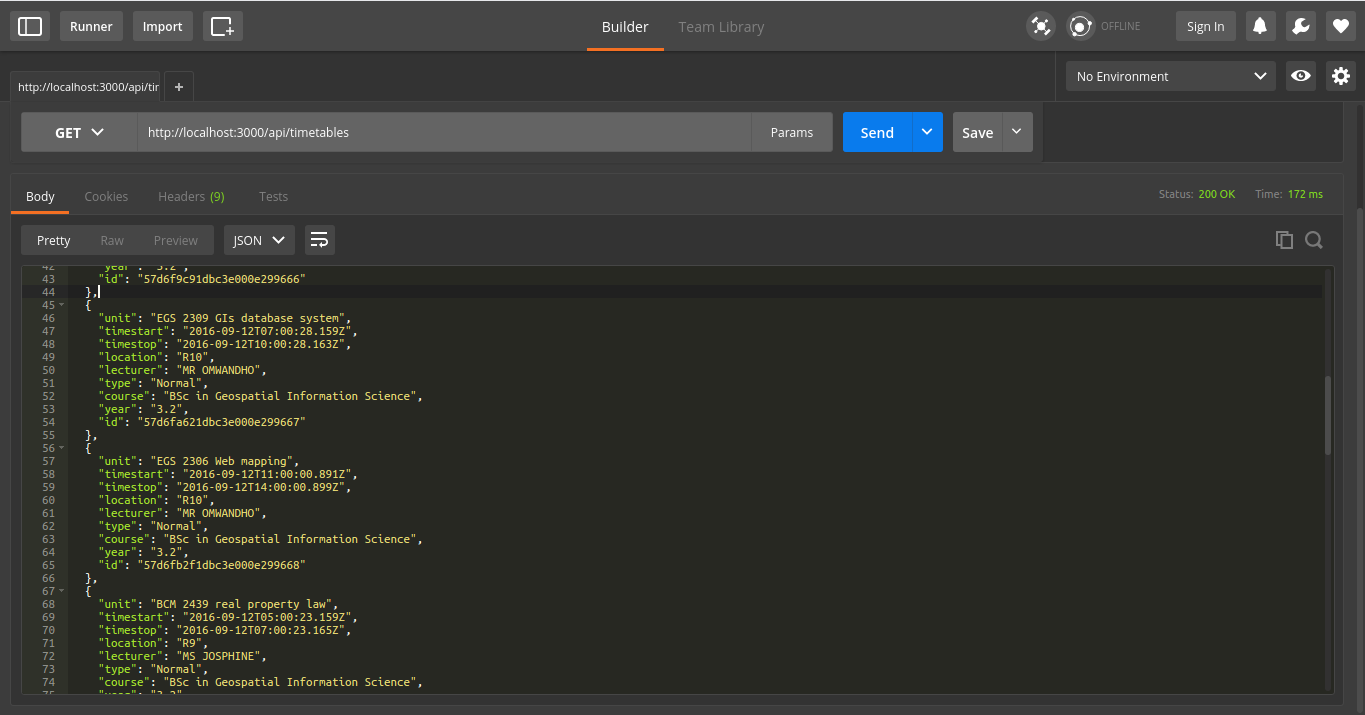 Runner Import Builder Team Library OFFLINE Sign In
http://localhost:3000/api/tir + No Environment
GET http://localhost:3000/api/timetables Params Send Save
Body Cookies Headers (9) Tests Status: 200 OK Time: 172 ms
Pretty Raw Preview JSON
42 "year": "3.2",
43 "id": "57d6f9c91dbc3e000e299666"
44 },
45 {
46 "unit": "EGS 2309 GIs database system",
47 "timestart": "2016-09-12T07:00:28.159Z",
48 "timestop": "2016-09-12T10:00:28.163Z",
49 "location": "R10",
50 "lecturer": "MR OMWANDHO",
51 "type": "Normal",
52 "course": "BSc in Geospatial Information Science",
53 "year": "3.2",
54 "id": "57d6fa621dbc3e000e299667"
55 },
56 {
57 "unit": "EGS 2306 Web mapping",
58 "timestart": "2016-09-12T11:00:00.891Z",
59 "timestop": "2016-09-12T14:00:00.899Z",
60 "location": "R10",
61 "lecturer": "MR OMWANDHO",
62 "type": "Normal",
63 "course": "BSc in Geospatial Information Science",
64 "year": "3.2",
65 "id": "57d6fb2f1dbc3e000e299668"
66 },
67 {
68 "unit": "BCM 2439 real property law",
69 "timestart": "2016-09-12T05:00:23.159Z",
70 "timestop": "2016-09-12T07:00:23.165Z",
71 "location": "R9",
72 "lecturer": "MS JOSPHINE",
73 "type": "Normal",
74 "course": "BSc in Geospatial Information Science",
75 "year": "3.2"